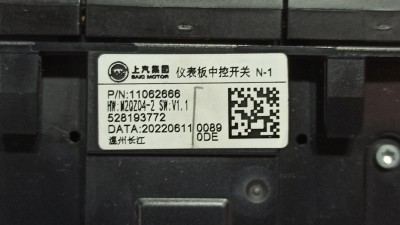 上汽集团 仪表板中控开关 N-1
SAIC MOTOR
P/N:11062666
HW:M2QZ04-2 SW:V1.1
528193772
DATA:20220611 0089
温州长江 0DE